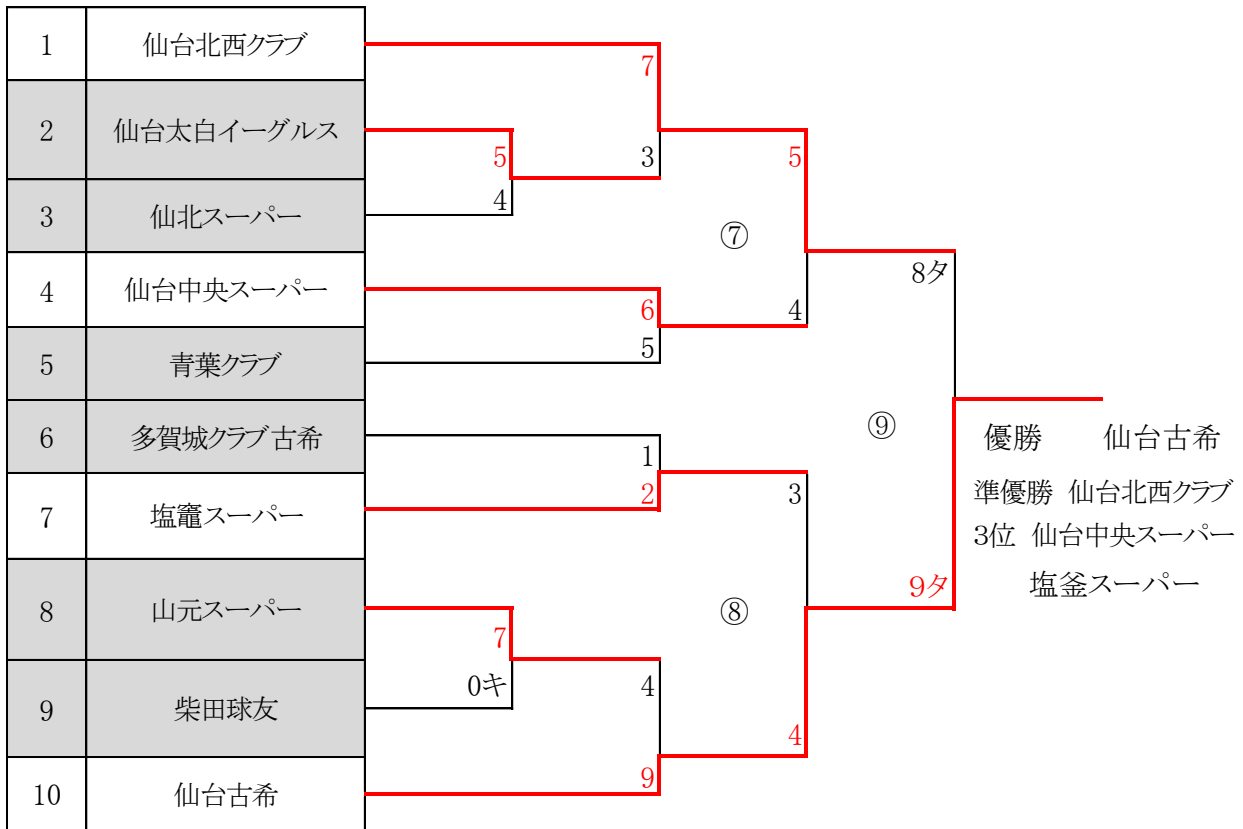 1 仙台北西クラブ
7
2 仙台太白イーグルス
5
3
5
4
3 仙北スーパー
⑦
8タ
4 仙台中央スーパー
6
4
5
5 青葉クラブ
⑨
優勝 仙台古希
6 多賀城クラブ古希
1
2
3
準優勝 仙台北西クラブ
7 塩竈スーパー
3位 仙台中央スーパー
9タ
塩釜スーパー
8 山元スーパー
⑧
7
0キ
4
9 柴田球友
4
9
10 仙台古希